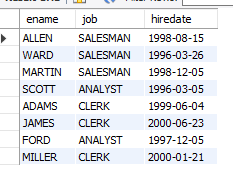 ename job hiredate
ALLEN SALESMAN 1998-08-15
WARD SALESMAN 1996-03-26
MARTIN SALESMAN 1998-12-05
SCOTT ANALYST 1996-03-05
ADAMS CLERK 1999-06-04
JAMES CLERK 2000-06-23
FORD ANALYST 1997-12-05
MILLER CLERK 2000-01-21